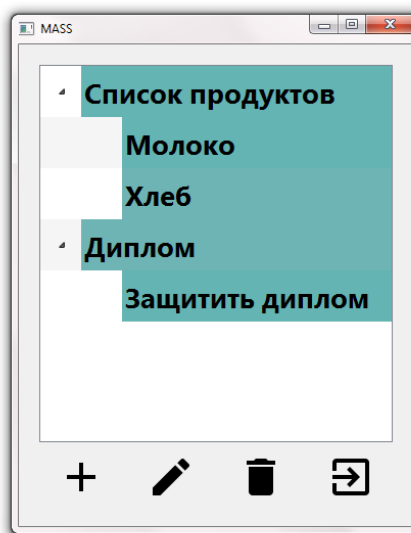 MASS
Список продуктов
Молоко
Хлеб
Диплом
Защитить диплом